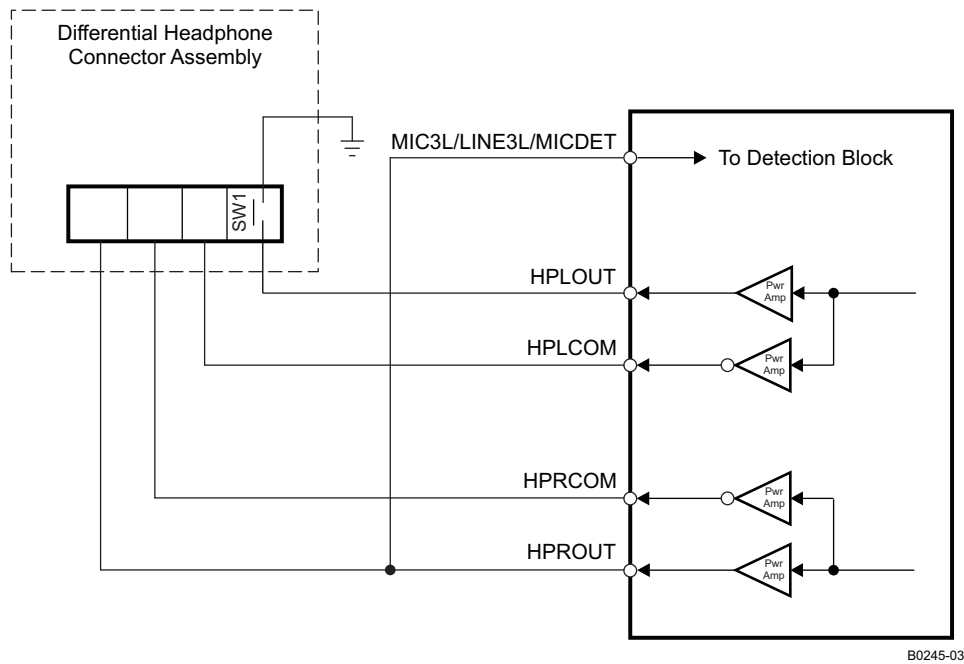 Differential Headphone
Connector Assembly
MIC3L/LINE3L/MICDET
To Detection Block
SW1
HPLOUT
Pwr
Amp
HPLCOM
Pwr
Amp
HPRCOM
Pwr
Amp
HPROUT
Pwr
Amp
B0245-03